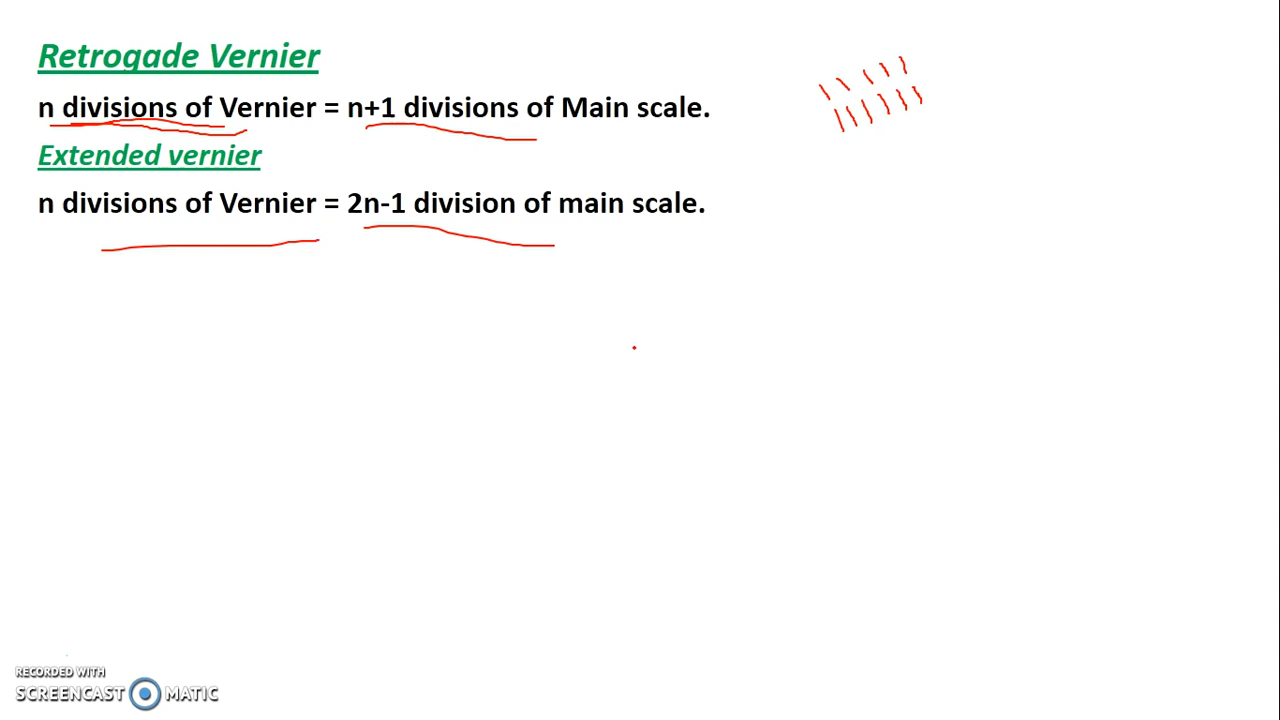 Retrogade Vernier
n divisions of Vernier = n+1 divisions of Main scale.
Extended vernier
n divisions of Vernier = 2n-1 division of main scale.
RECORDED WITH
SCREENCAST MATIC